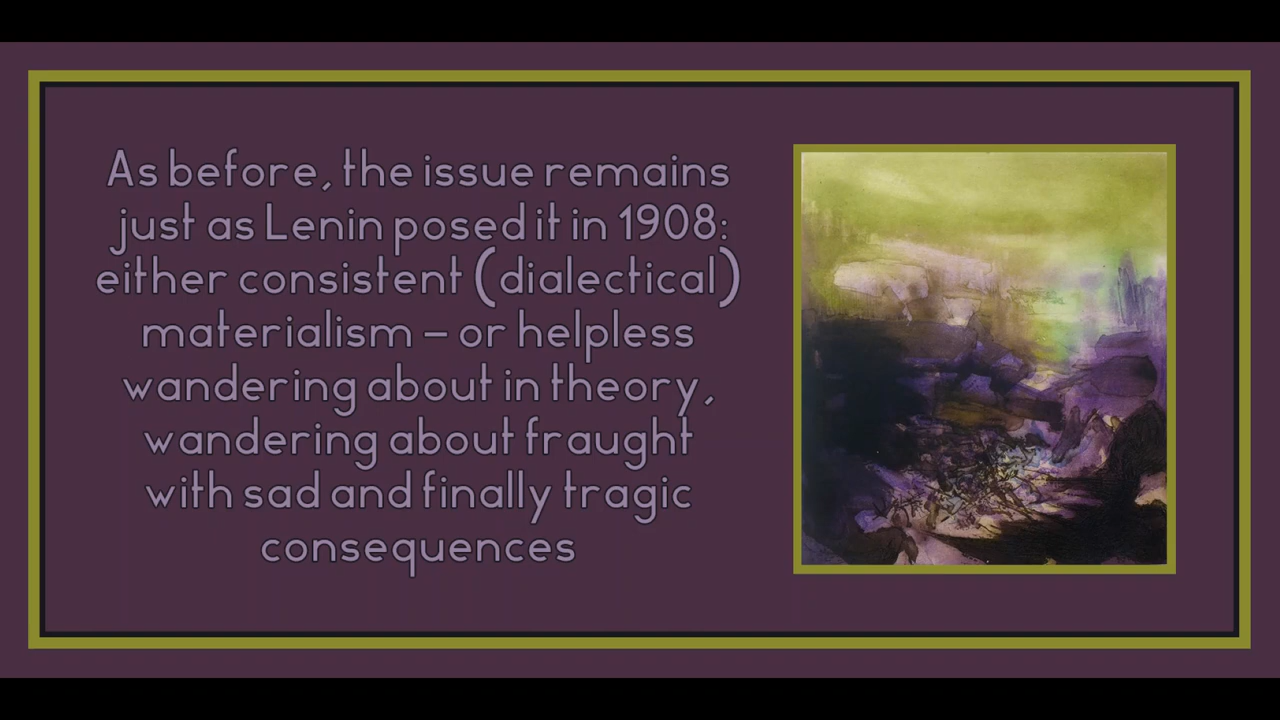 As before, the issue remains
just as Lenin posed it in 1908:
either consistent (dialectical)
materialism – or helpless
wandering about in theory,
wandering about fraught
with sad and finally tragic
consequences